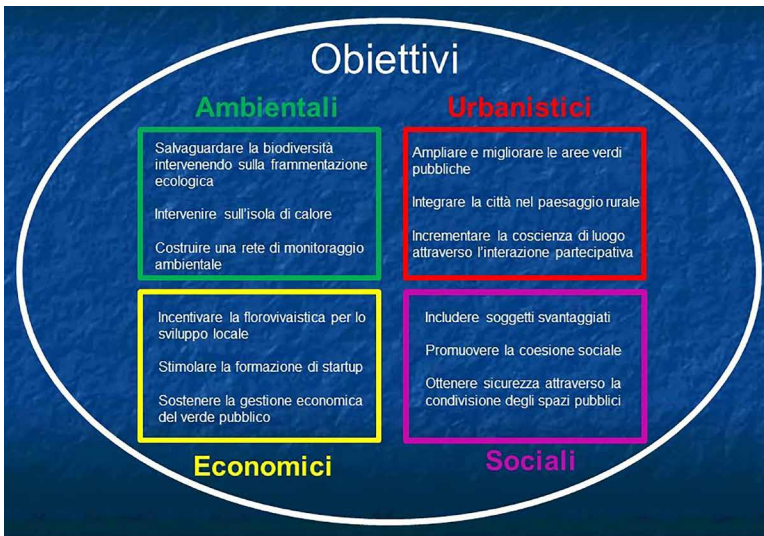 Obiettivi
Ambientali
Salvaguardare la biodiversità
intervenendo sulla frammentazione
ecologica
Intervenire sull'isola di calore
Costruire una rete di monitoraggio
ambientale
Urbanistici
Ampliare e migliorare le aree verdi
pubbliche
Integrare la città nel paesaggio rurale
Incrementare la coscienza di luogo
attraverso l'interazione partecipativa
Incentivare la florovivaistica per lo
sviluppo locale
Stimolare la formazione di startup
Sostenere la gestione economica
del verde pubblico
Economici
Includere soggetti svantaggiati
Promuovere la coesione sociale
Ottenere sicurezza attraverso la
condivisione degli spazi pubblici
Sociali